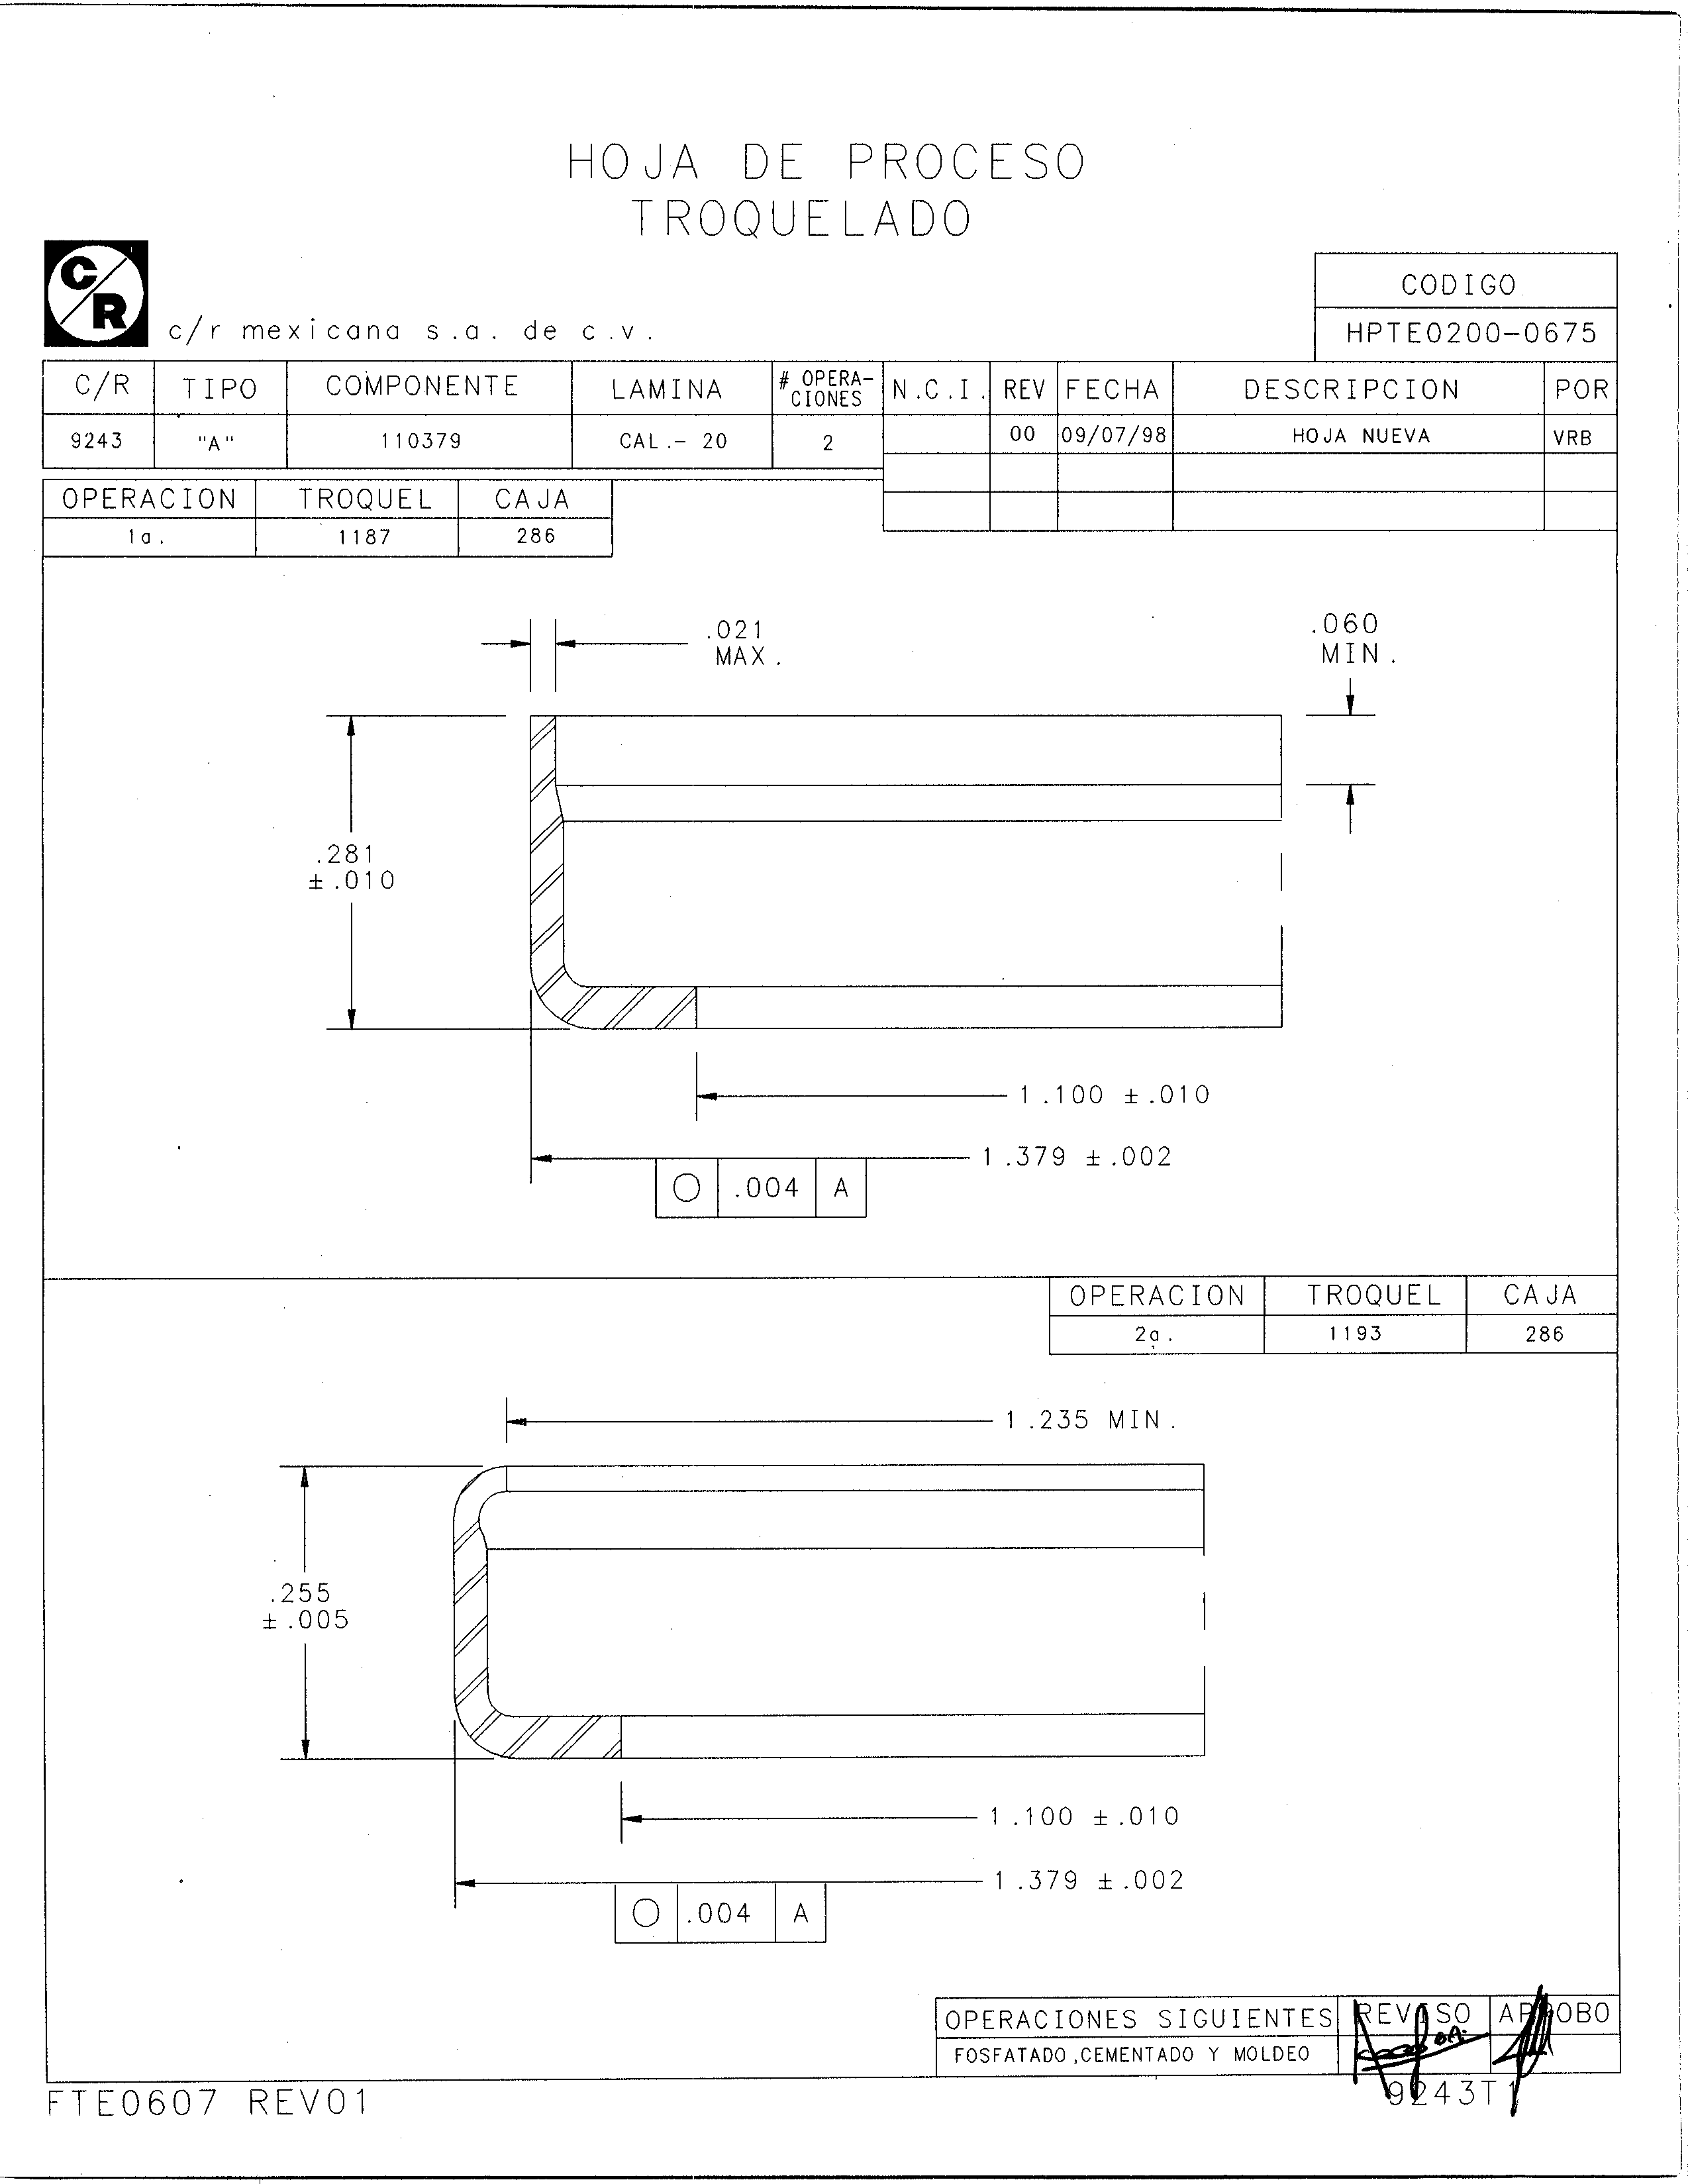 HOJA DE PROCESO
TROQUELADO
C/R
c/r mexicana s.a. de c.v.
CODIGO
HPTE0200-0675
C/R TIPO COMPONENTE LAMINA # OPERA-CIONES N.C.I. REV FECHA DESCRIPCION POR
9243 "A" 110379 CAL.- 20 2 00 09/07/98 HOJA NUEVA VRB
OPERACION TROQUEL CAJA
1a. 1187 286
.021
MAX.
.060
MIN.
.281
±.010
1.100 ±.010
1.379 ±.002
○ .004 A
OPERACION TROQUEL CAJA
2a. 1193 286
1.235 MIN.
.255
±.005
1.100 ±.010
1.379 ±.002
○ .004 A
OPERACIONES SIGUIENTES REVISO APROBO
FOSFATADO,CEMENTADO Y MOLDEO
FTE0607 REV01
9243T1